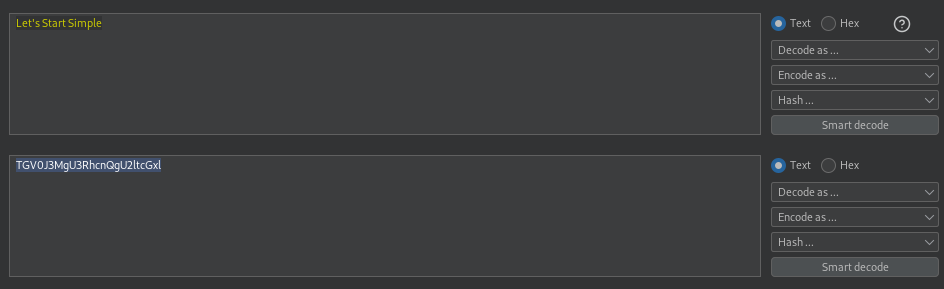 Let's Start Simple
Text Hex ?
Decode as ...
Encode as ...
Hash ...
Smart decode
TGV0J3MgU3RhcnQgU2ltcGxl
Text Hex
Decode as ...
Encode as ...
Hash ...
Smart decode